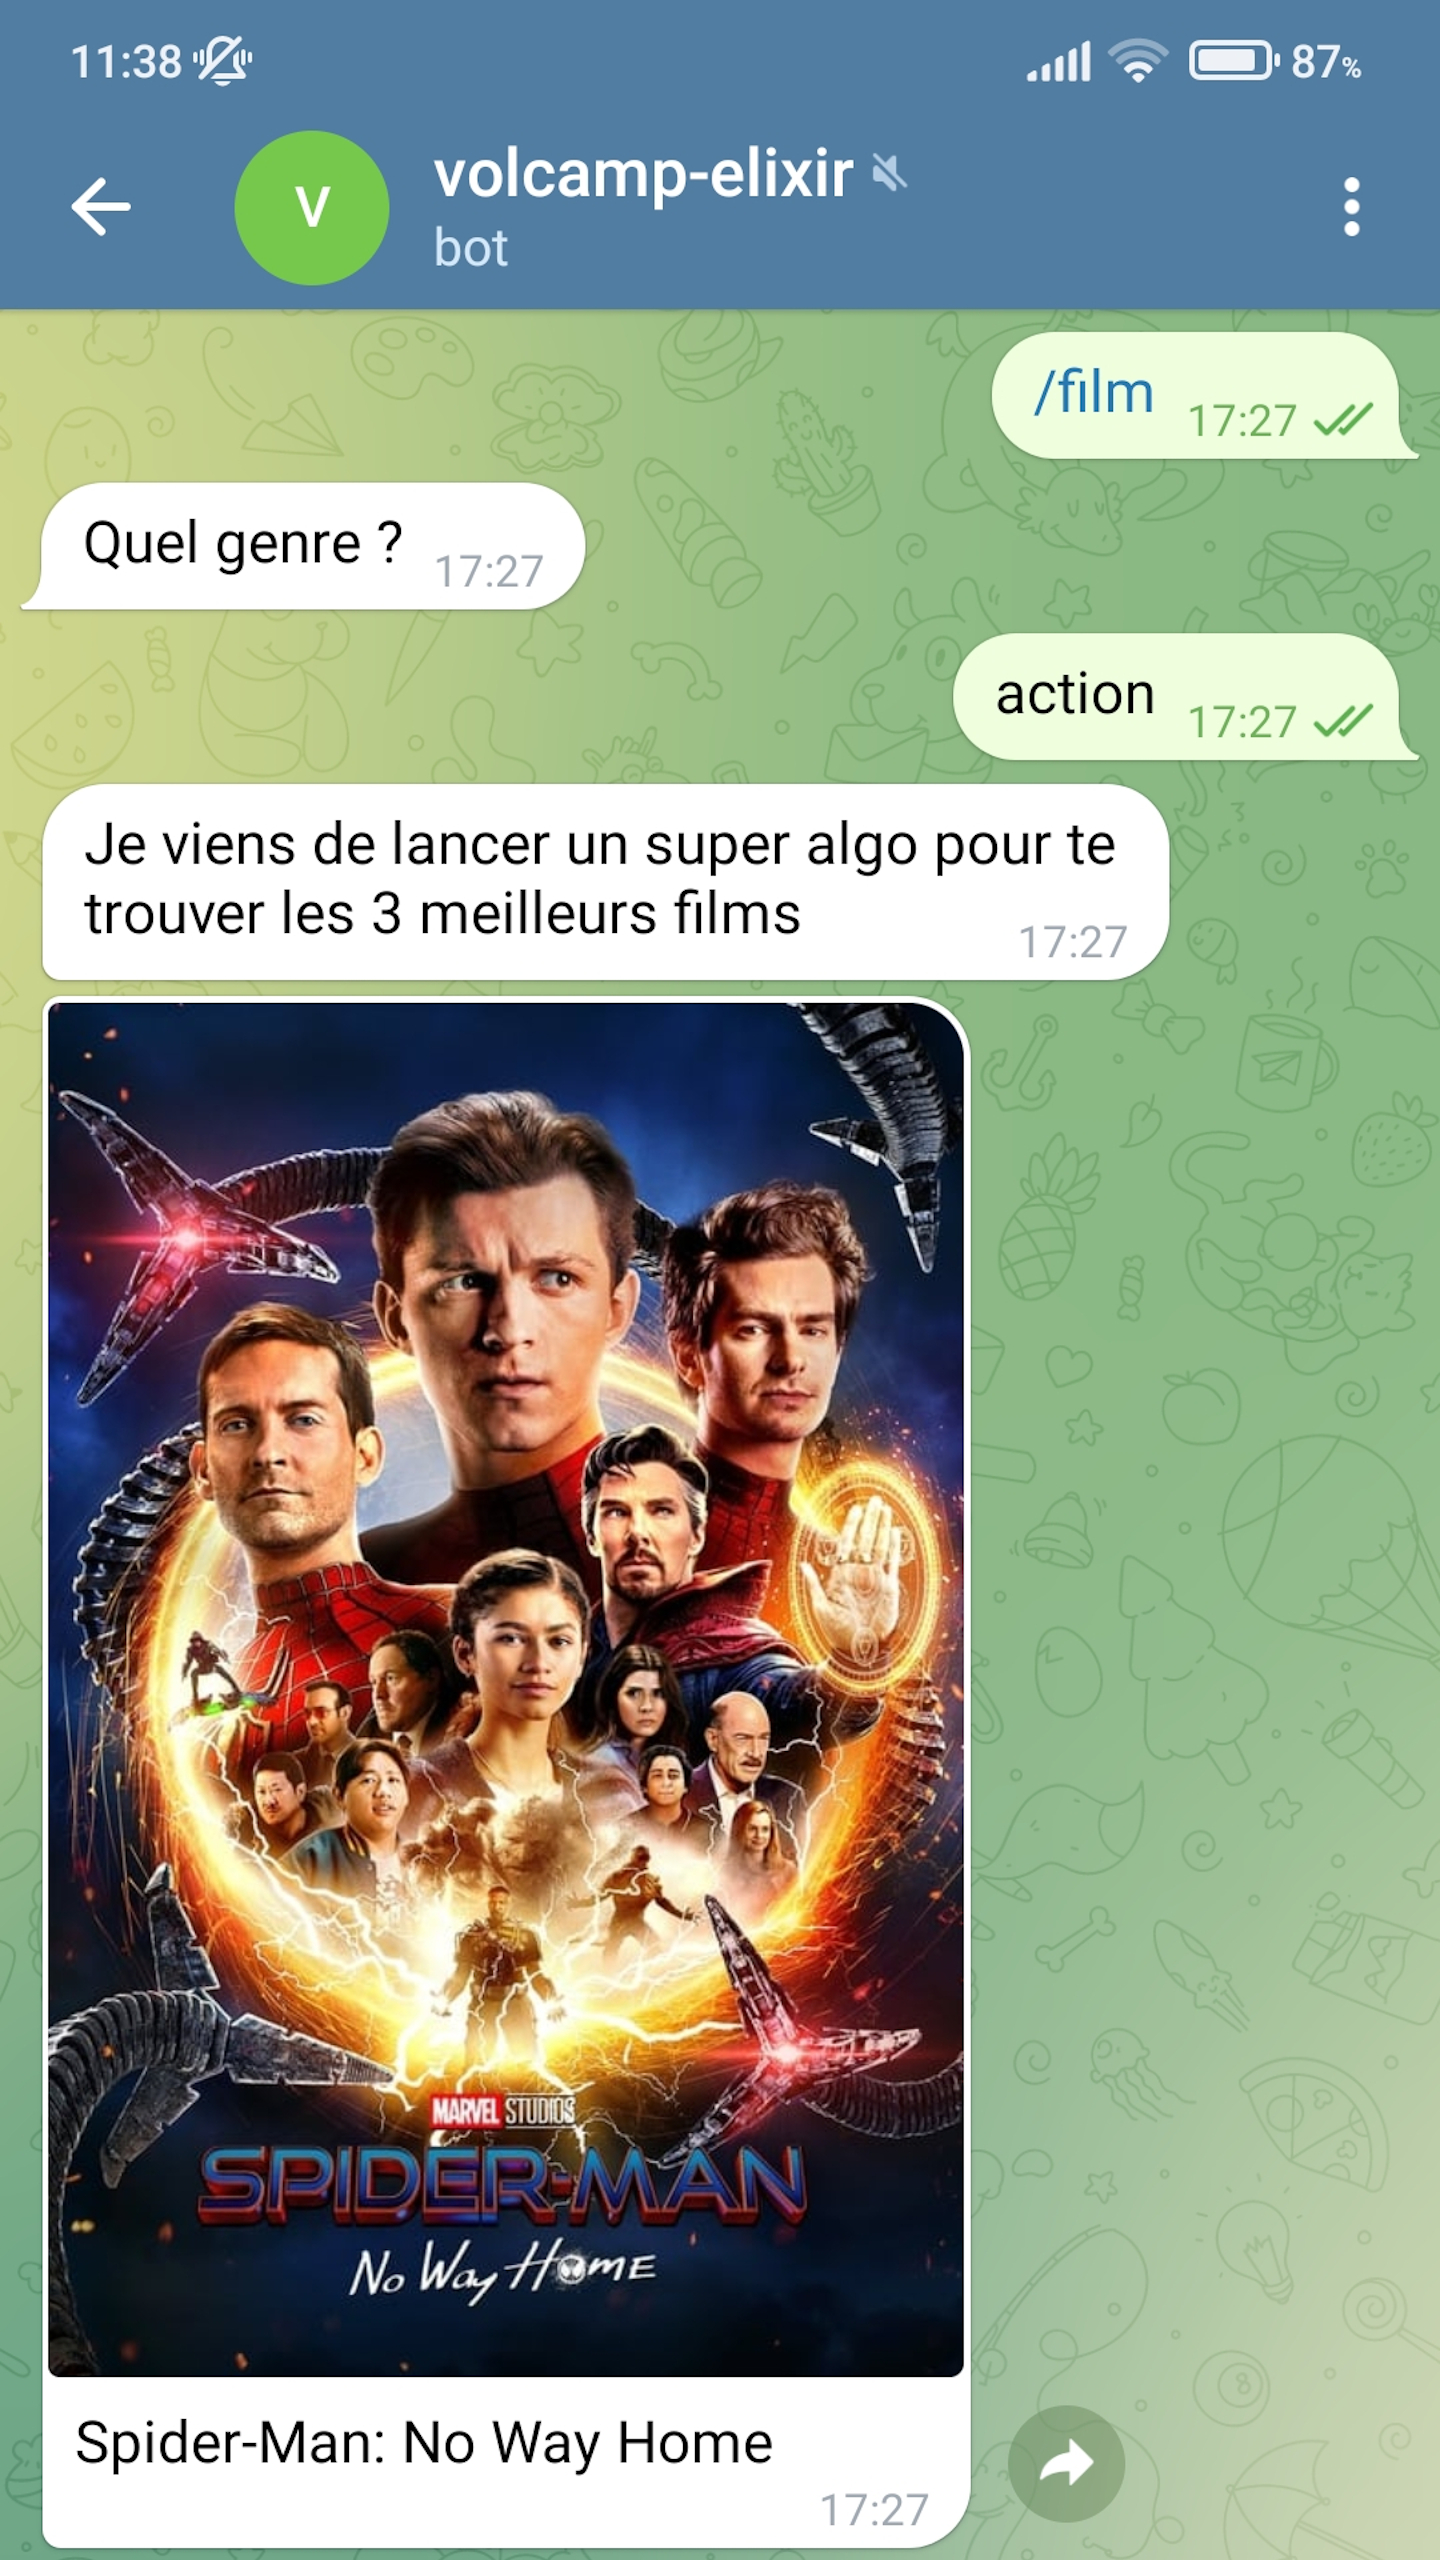 11:38
87%
V
volcamp-elixir
bot
/film 17:27
Quel genre ? 17:27
action 17:27
Je viens de lancer un super algo pour te
trouver les 3 meilleurs films
17:27
MARVEL STUDIOS
SPIDER-MAN
No Way Home
Spider-Man: No Way Home
17:27